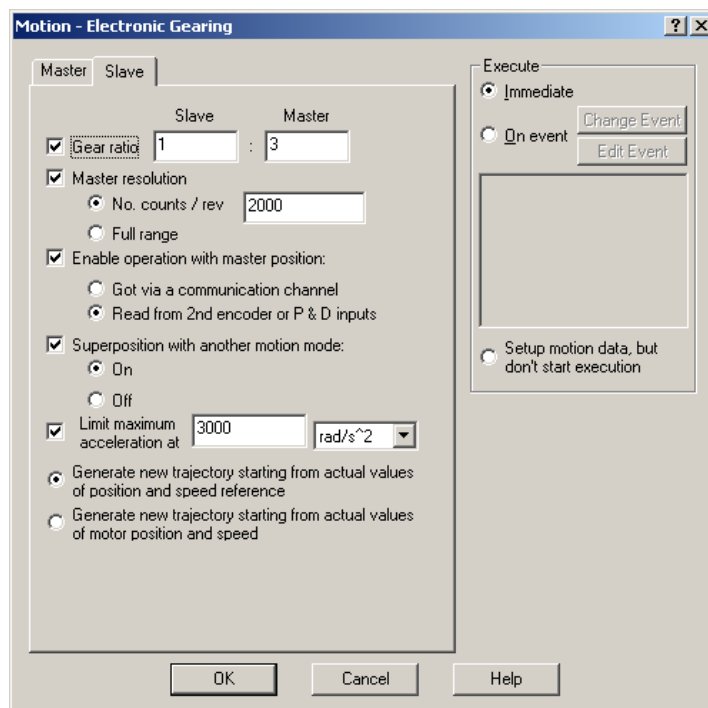 Motion - Electronic Gearing
Master Slave
Slave Master
Gear ratio 1 : 3
Master resolution
No. counts / rev 2000
Full range
Enable operation with master position:
Got via a communication channel
Read from 2nd encoder or P & D inputs
Superposition with another motion mode:
On
Off
Limit maximum
acceleration at 3000 rad/s^2
Generate new trajectory starting from actual values
of position and speed reference
Generate new trajectory starting from actual values
of motor position and speed
Execute
Immediate
On event
Change Event
Edit Event
Setup motion data, but
don't start execution
OK Cancel Help